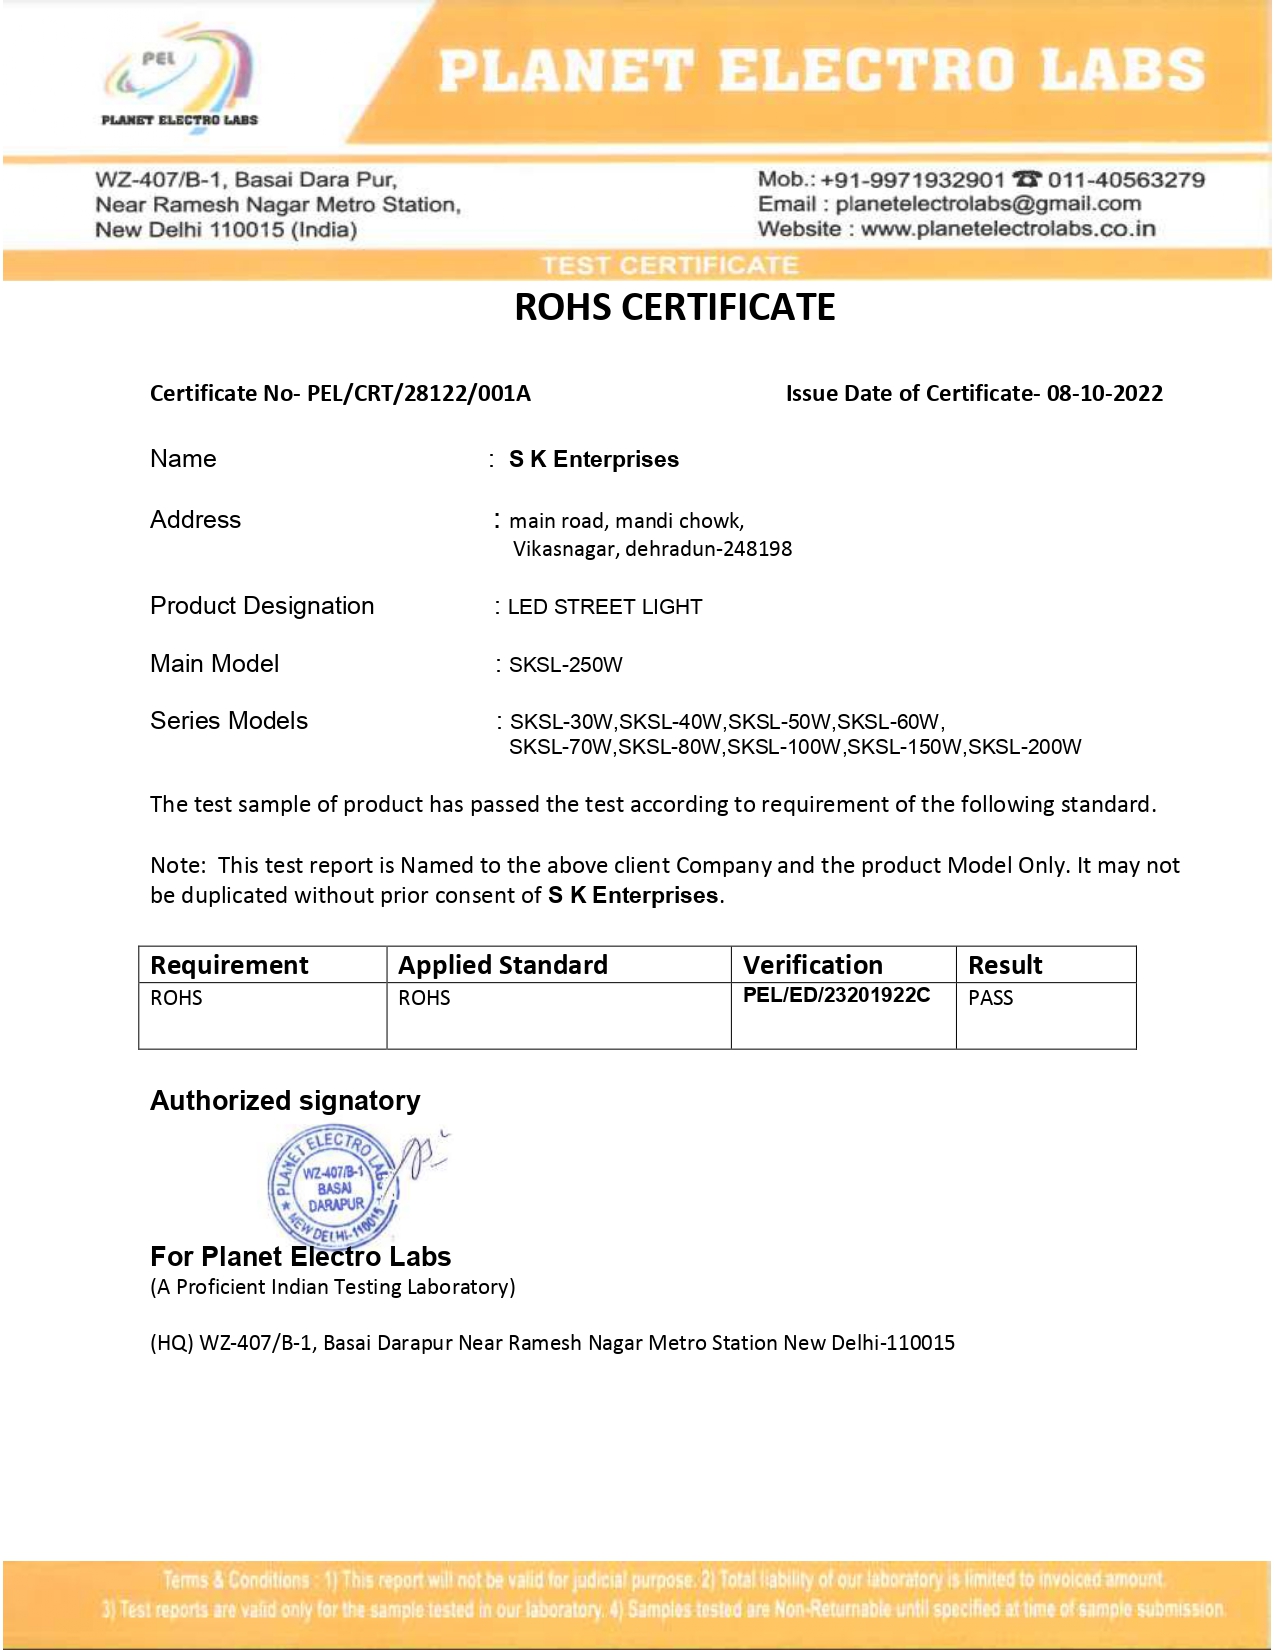 PEL
PLANET ELECTRO LABS
PLANET ELECTRO LABS
WZ-407/B-1, Basai Dara Pur,
Near Ramesh Nagar Metro Station,
New Delhi 110015 (India)
Mob.: +91-9971932901 ☎ 011-40563279
Email : planetelectrolabs@gmail.com
Website : www.planetelectrolabs.co.in
TEST CERTIFICATE
ROHS CERTIFICATE
Certificate No- PEL/CRT/28122/001A Issue Date of Certificate- 08-10-2022
Name : S K Enterprises
Address : main road, mandi chowk,
Vikasnagar, dehradun-248198
Product Designation : LED STREET LIGHT
Main Model : SKSL-250W
Series Models : SKSL-30W,SKSL-40W,SKSL-50W,SKSL-60W,
SKSL-70W,SKSL-80W,SKSL-100W,SKSL-150W,SKSL-200W
The test sample of product has passed the test according to requirement of the following standard.
Note: This test report is Named to the above client Company and the product Model Only. It may not
be duplicated without prior consent of S K Enterprises.
Requirement Applied Standard Verification Result
ROHS ROHS PEL/ED/23201922C PASS
Authorized signatory
PLANET ELECTRO LABS
WZ-407/B-1
BASAI
DARAPUR
★ NEW DELHI-110015
For Planet Electro Labs
(A Proficient Indian Testing Laboratory)
(HQ) WZ-407/B-1, Basai Darapur Near Ramesh Nagar Metro Station New Delhi-110015
Terms & Conditions : 1) This report will not be valid for judicial purpose. 2) Total liability of our laboratory is limited to invoiced amount.
3) Test reports are valid only for the sample tested in our laboratory. 4) Samples tested are Non-Returnable until specified at time of sample submission.